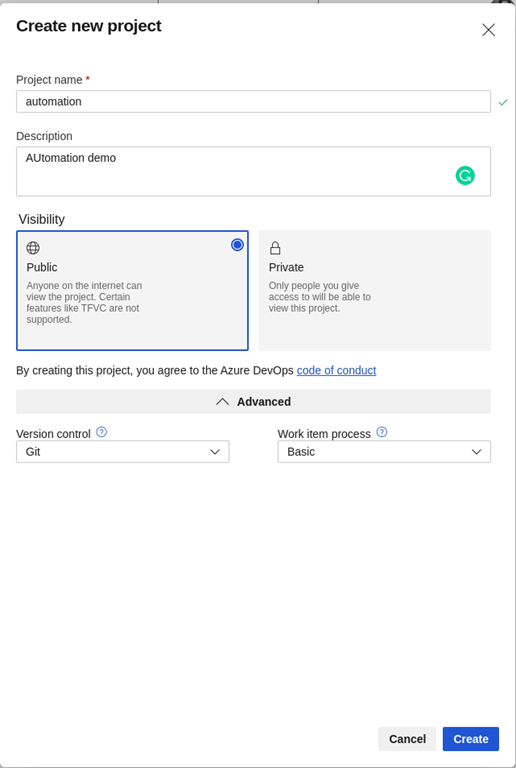 Create new project
Project name *
automation
Description
AUtomation demo
Visibility
Public
Anyone on the internet can
view the project. Certain
features like TFVC are not
supported.
Private
Only people you give
access to will be able to
view this project.
By creating this project, you agree to the Azure DevOps code of conduct
Advanced
Version control
Git
Work item process
Basic
Cancel
Create